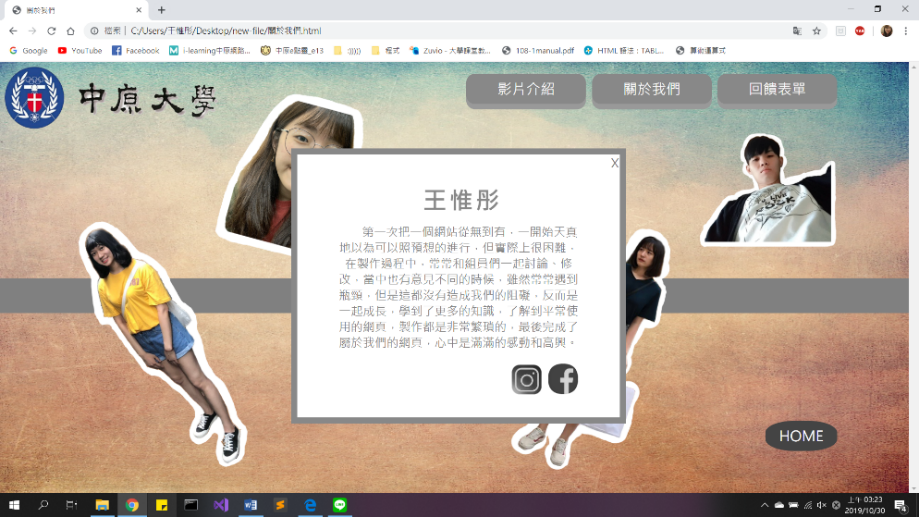 關於我們
檔案 | C:/Users/王惟彤/Desktop/new-file/關於我們.html
Google YouTube Facebook i-learning中原網路... 中原e點靈_e13 :))))) 程式 Zuvio - 大學課堂教... 108-1manual.pdf HTML 語法:TABL... 算術運算式
中原大學
影片介紹 關於我們 回饋表單
X
王惟彤
第一次把一個網站從無到有,一開始天真
地以為可以照預想的進行,但實際上很困難,
在製作過程中,常常和組員們一起討論、修
改,當中也有意見不同的時候,雖然常常遇到
瓶頸,但是這都沒有造成我們的阻礙,反而是
一起成長,學到了更多的知識,了解到平常使
用的網頁,製作都是非常繁瑣的,最後完成了
屬於我們的網頁,心中是滿滿的感動和高興。
HOME
上午 03:23
2019/10/30